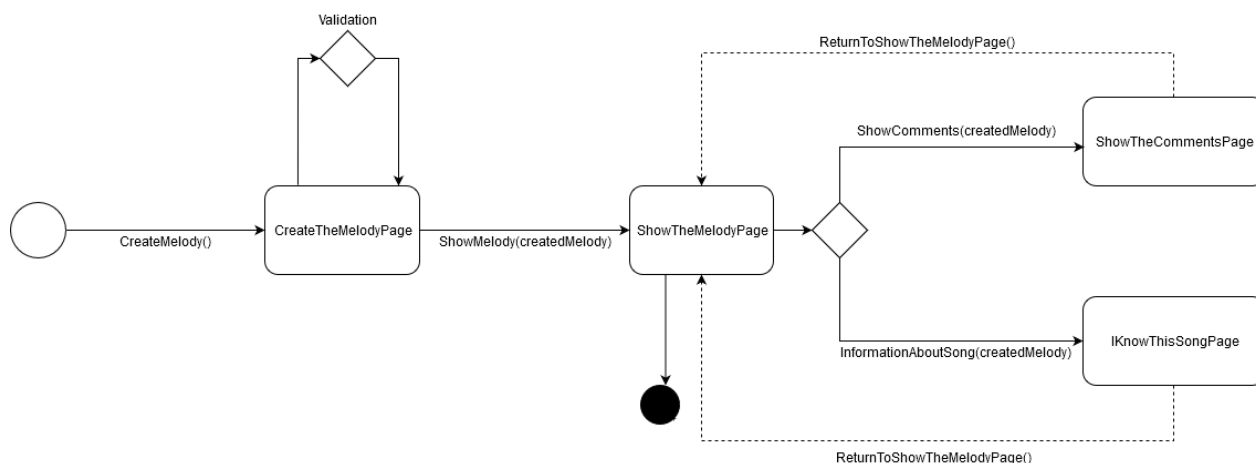 Validation
ReturnToShowTheMelodyPage()
ShowComments(createdMelody)
ShowTheCommentsPage
CreateTheMelodyPage
ShowTheMelodyPage
CreateMelody()
ShowMelody(createdMelody)
IKnowThisSongPage
InformationAboutSong(createdMelody)
ReturnToShowTheMelodyPage()